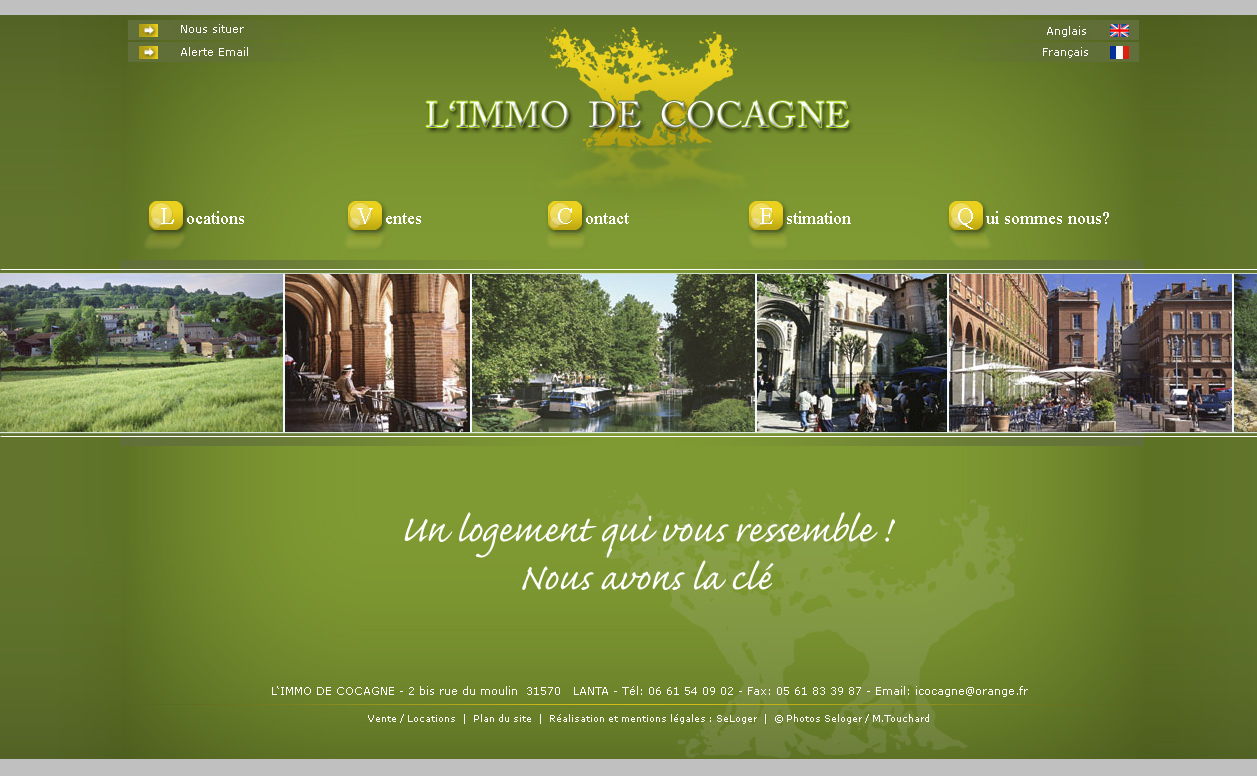 Nous situer
Anglais
Alerte Email
Français
L'IMMO DE COCAGNE
Locations
Ventes
Contact
Estimation
Qui sommes nous?
Un logement qui vous ressemble !
Nous avons la clé
L'IMMO DE COCAGNE - 2 bis rue du moulin 31570 LANTA - Tél: 06 61 54 09 02 - Fax: 05 61 83 39 87 - Email: icocagne@orange.fr
Vente / Locations | Plan du site | Réalisation et mentions légales : SeLoger | © Photos Seloger / M.Touchard